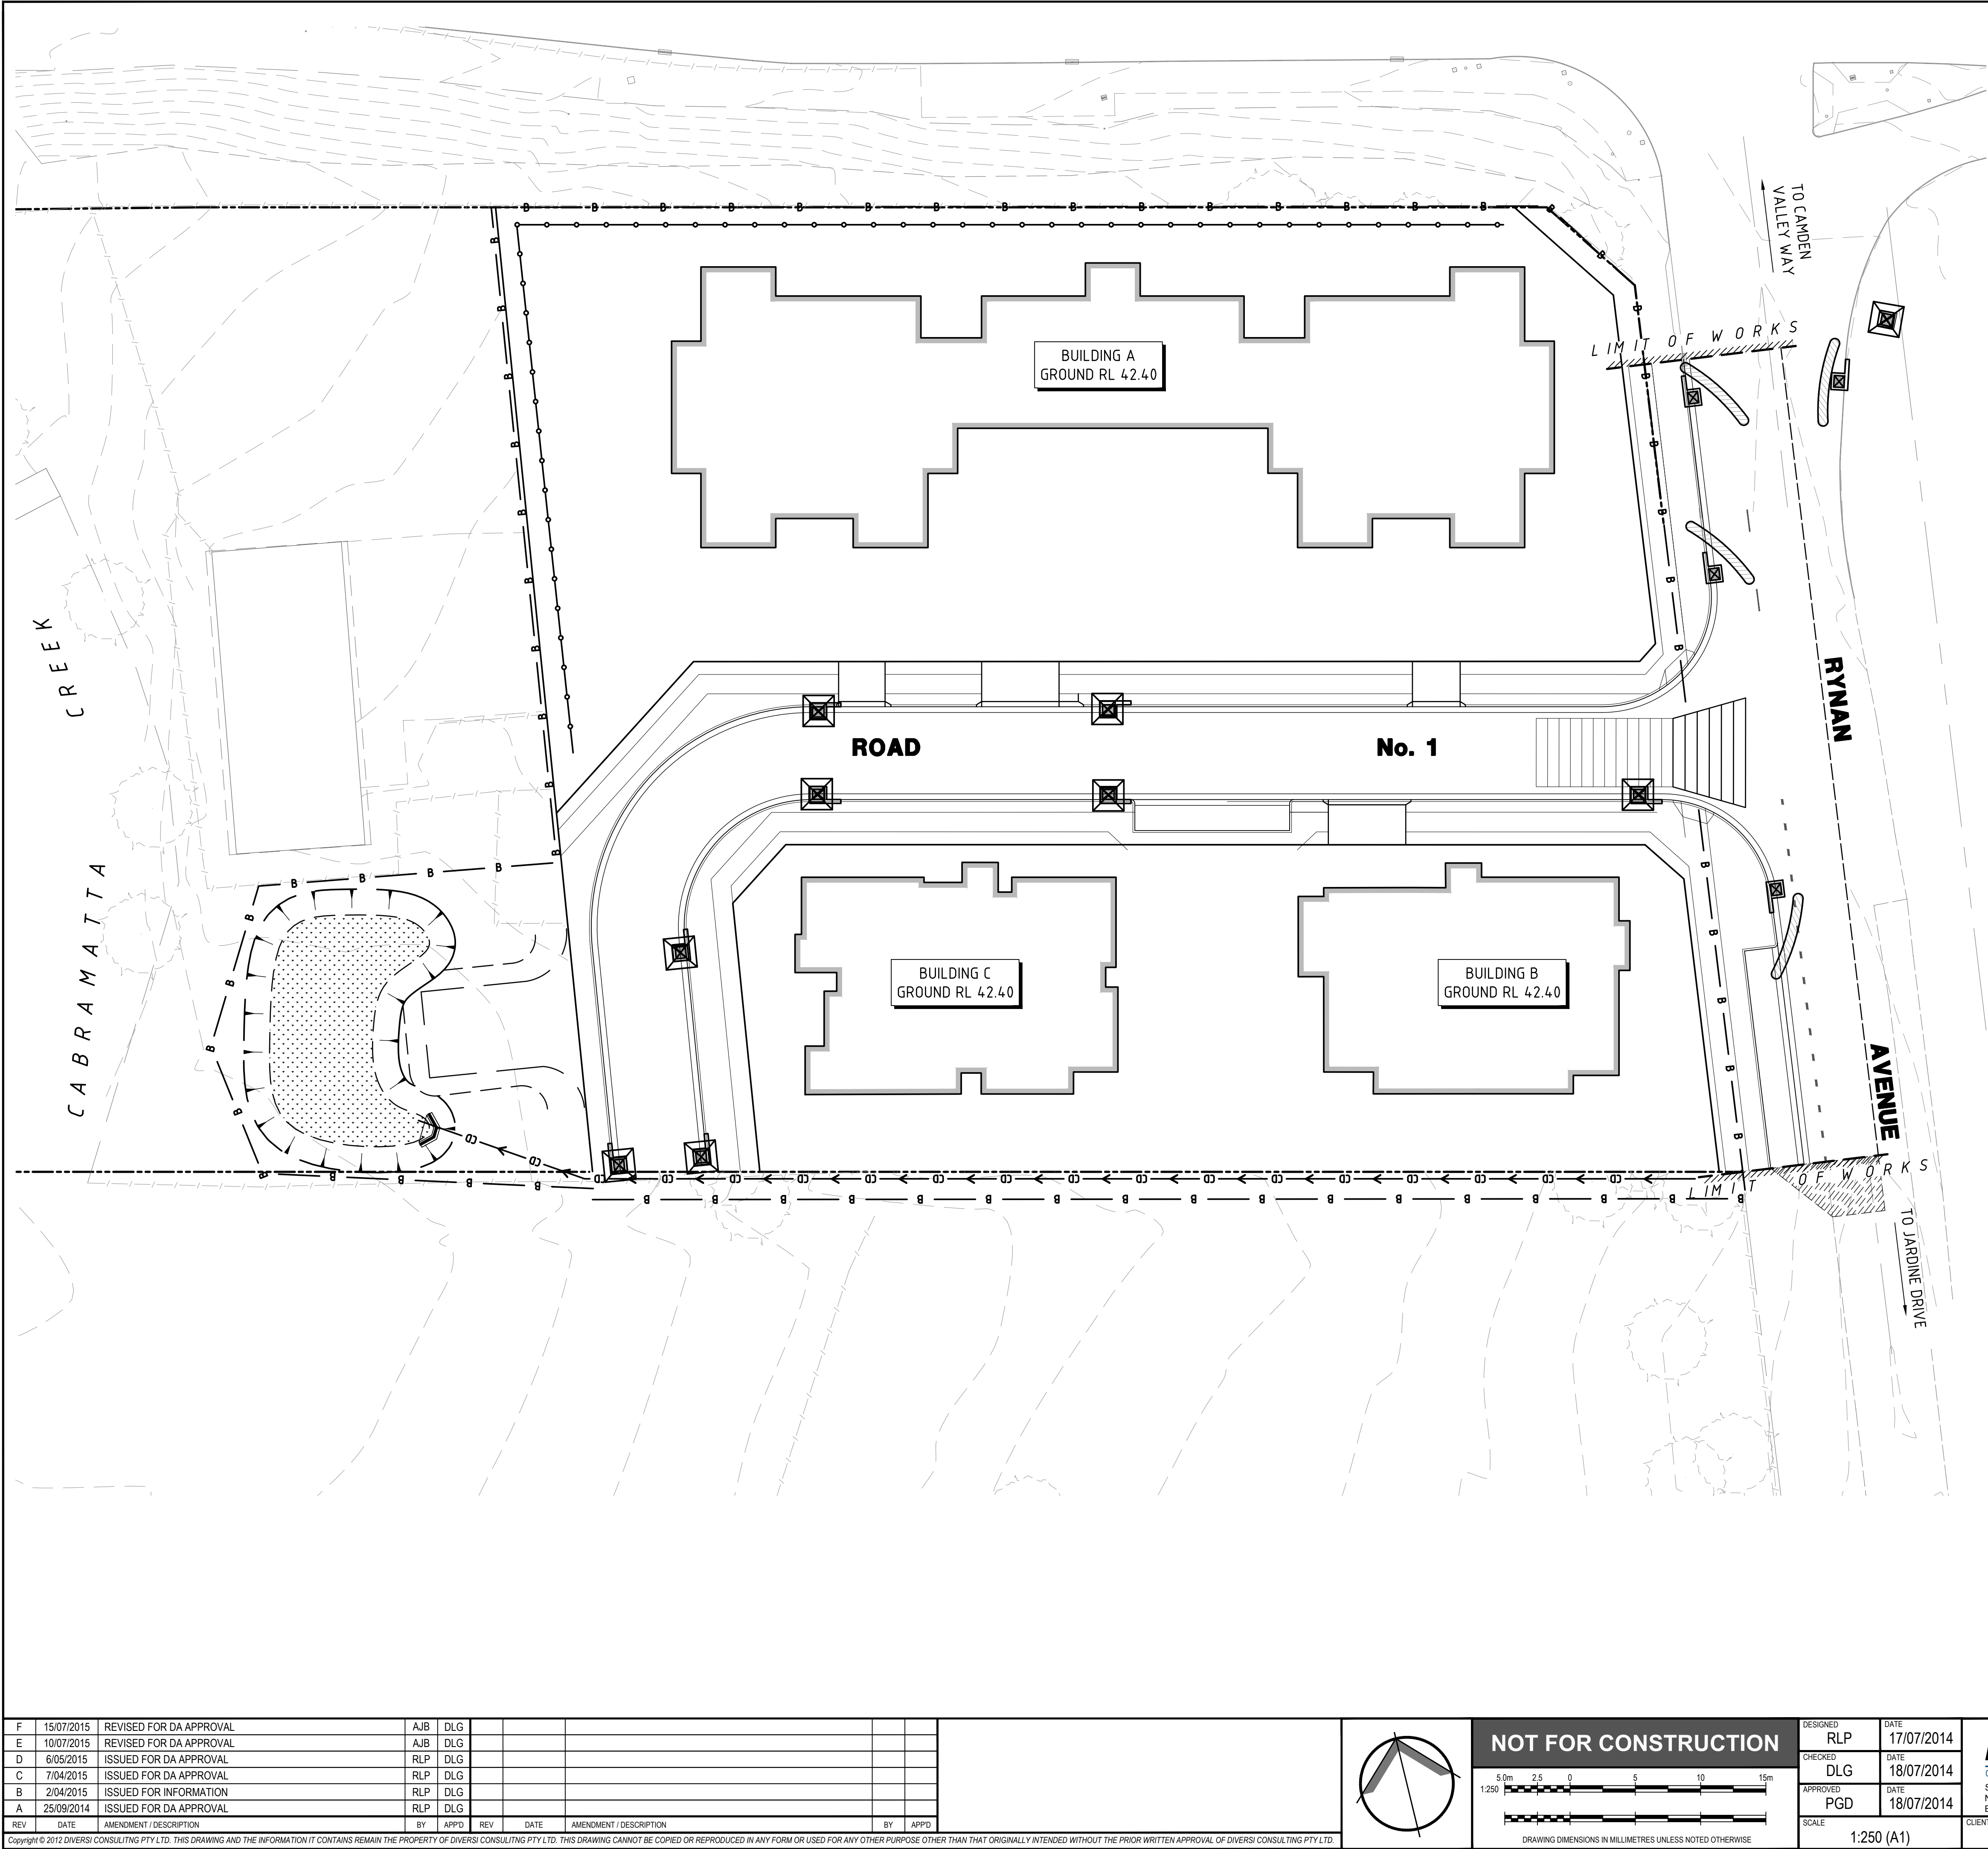 TO CAMDEN
VALLEY WAY
LIMIT OF WORKS
BUILDING A
GROUND RL 42.40
CABRAMATTA CREEK
ROAD No. 1
RYNAN AVENUE
BUILDING C
GROUND RL 42.40
BUILDING B
GROUND RL 42.40
LIMIT OF WORKS
TO JARDINE DRIVE
F 15/07/2015 REVISED FOR DA APPROVAL AJB DLG
E 10/07/2015 REVISED FOR DA APPROVAL AJB DLG
D 6/05/2015 ISSUED FOR DA APPROVAL RLP DLG
C 7/04/2015 ISSUED FOR DA APPROVAL RLP DLG
B 2/04/2015 ISSUED FOR INFORMATION RLP DLG
A 25/09/2014 ISSUED FOR DA APPROVAL RLP DLG
REV DATE AMENDMENT / DESCRIPTION BY APP'D REV DATE AMENDMENT / DESCRIPTION BY APP'D
Copyright © 2012 DIVERSI CONSULITNG PTY LTD. THIS DRAWING AND THE INFORMATION IT CONTAINS REMAIN THE PROPERTY OF DIVERSI CONSULITNG PTY LTD. THIS DRAWING CANNOT BE COPIED OR REPRODUCED IN ANY FORM OR USED FOR ANY OTHER PURPOSE OTHER THAN THAT ORIGINALLY INTENDED WITHOUT THE PRIOR WRITTEN APPROVAL OF DIVERSI CONSULTING PTY LTD.
NOT FOR CONSTRUCTION
5.0m 2.5 0 5 10 15m
1:250
DRAWING DIMENSIONS IN MILLIMETRES UNLESS NOTED OTHERWISE
DESIGNED DATE
RLP 17/07/2014
CHECKED DATE
DLG 18/07/2014
APPROVED DATE
PGD 18/07/2014
SCALE
1:250 (A1)
CLIENT